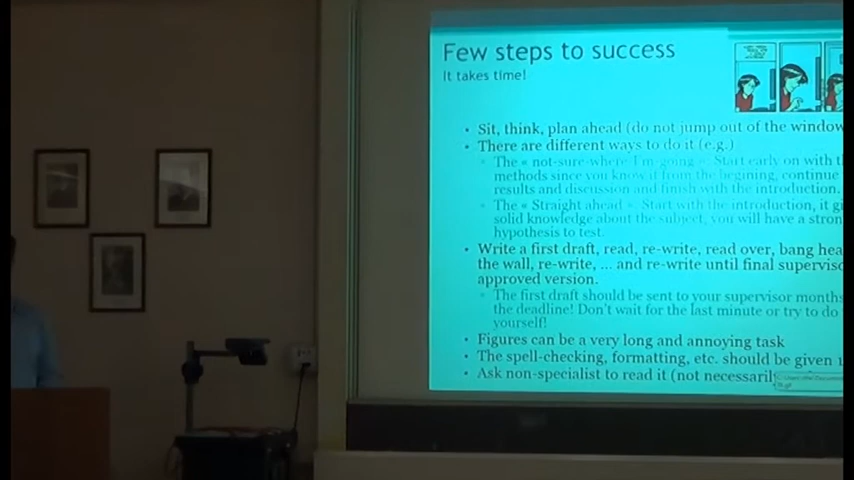 Few steps to success
It takes time!
• Sit, think, plan ahead (do not jump out of the window
• There are different ways to do it (e.g.)
• The « not-sure-where I'm-going ». Start early on with t
methods since you know it from the begining, continue
results and discussion and finish with the introduction.
• The « Straight ahead ». Start with the introduction, it gi
solid knowledge about the subject, you will have a stron
hypothesis to test.
• Write a first draft, read, re-write, read over, bang hea
the wall, re-write, ... and re-write until final superviso
approved version.
• The first draft should be sent to your supervisor months
the deadline! Don't wait for the last minute or try to do
yourself!
• Figures can be a very long and annoying task
• The spell-checking, formatting, etc. should be given
• Ask non-specialist to read it (not necessaril